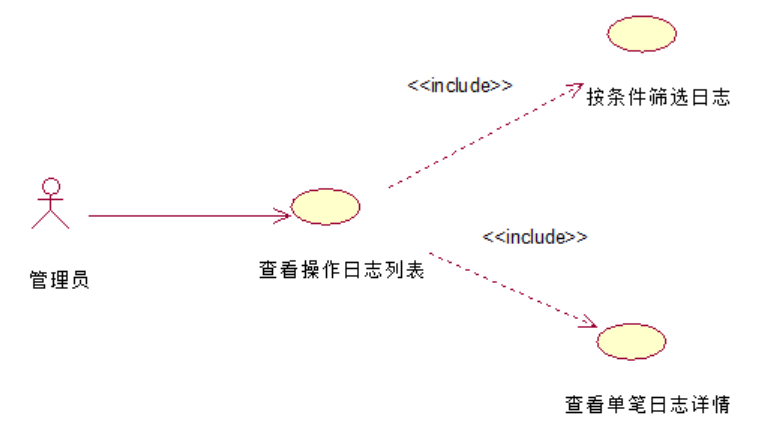 <<include>>
按条件筛选日志
<<include>>
查看操作日志列表
管理员
查看单笔日志详情